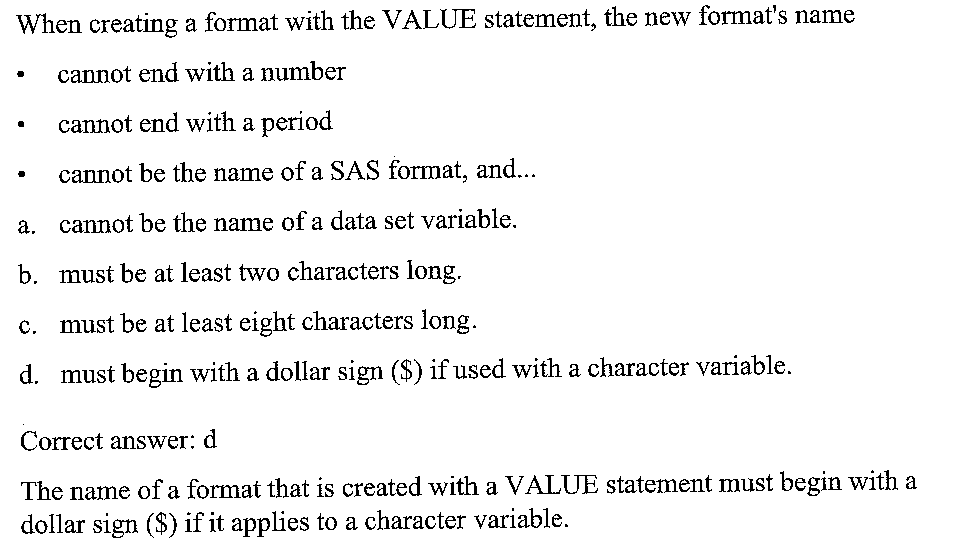 When creating a format with the VALUE statement, the new format's name
• cannot end with a number
• cannot end with a period
• cannot be the name of a SAS format, and...
a. cannot be the name of a data set variable.
b. must be at least two characters long.
c. must be at least eight characters long.
d. must begin with a dollar sign ($) if used with a character variable.
Correct answer: d
The name of a format that is created with a VALUE statement must begin with a
dollar sign ($) if it applies to a character variable.